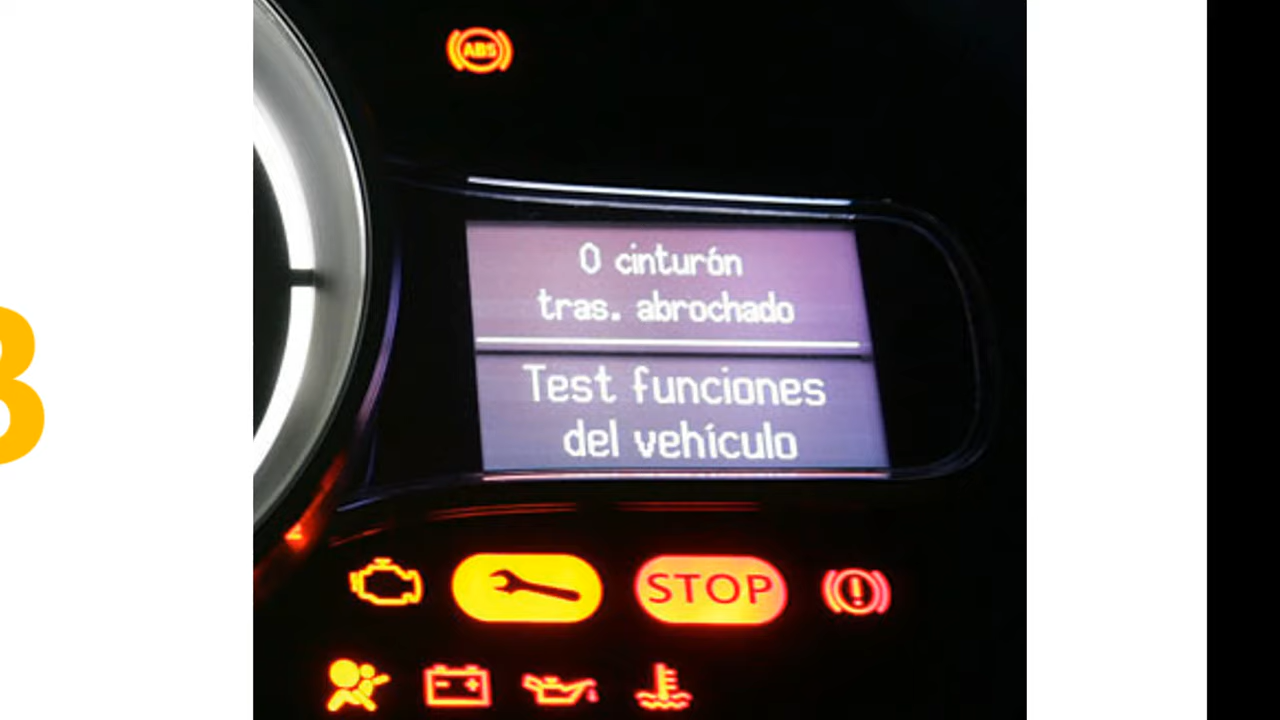 ABS
0 cinturón
tras. abrochado
Test funciones
del vehículo
STOP